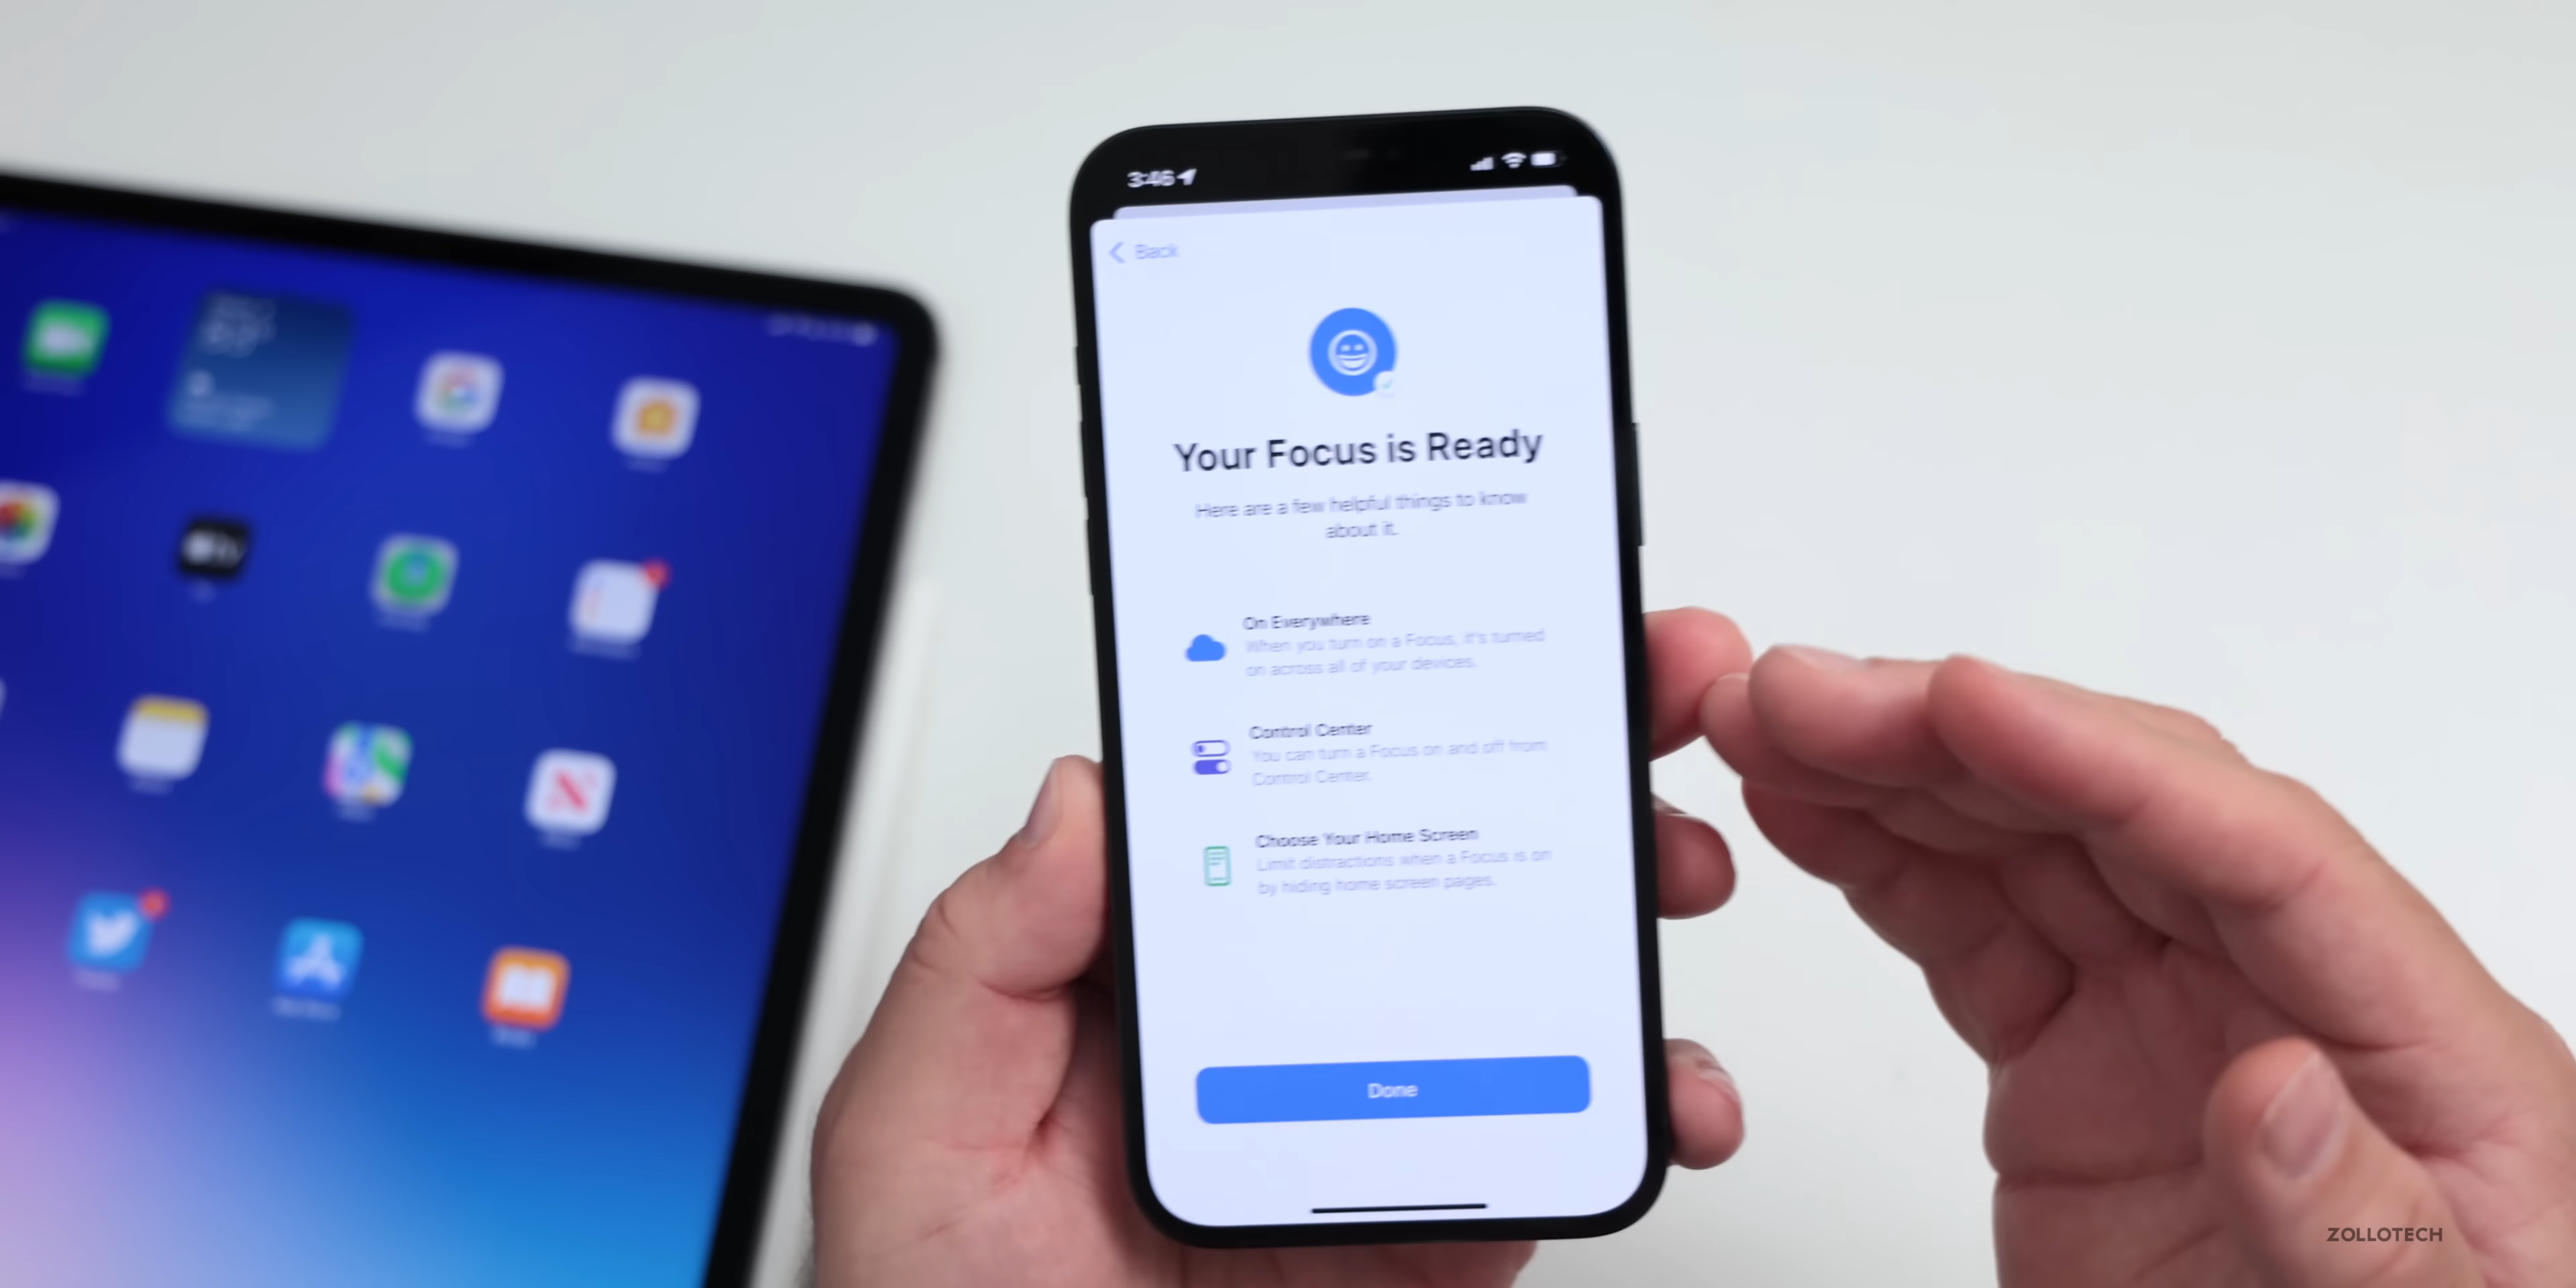 3:46
Back
Your Focus is Ready
Here are a few helpful things to know
about it.
On Everywhere
When you turn on a Focus, it's turned
on across all of your devices.
Control Center
You can turn a Focus on and off from
Control Center.
Choose Your Home Screen
Limit distractions when a Focus is on
by hiding home screen pages.
Done
ZOLLOTECH